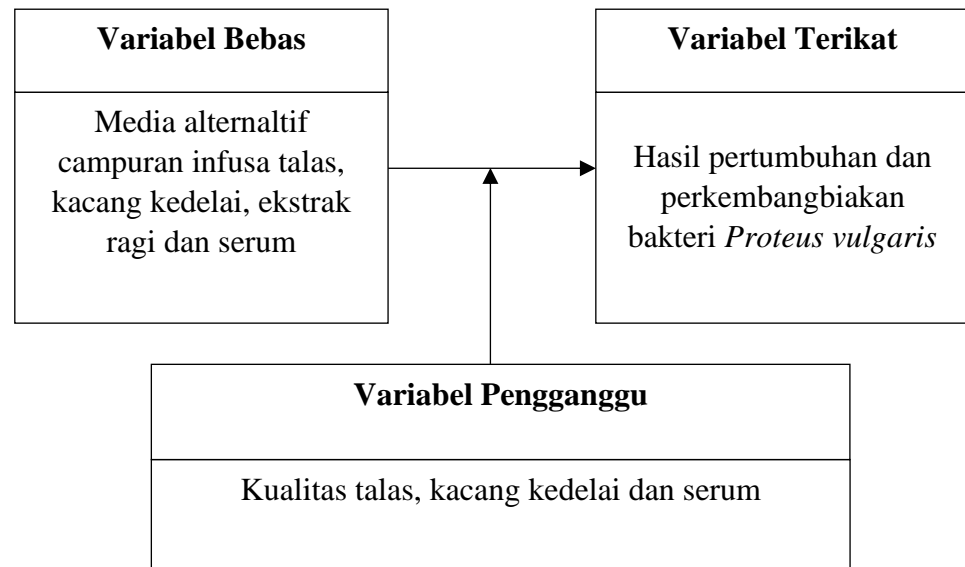 Variabel Bebas
Media alternaltif
campuran infusa talas,
kacang kedelai, ekstrak
ragi dan serum
Variabel Terikat
Hasil pertumbuhan dan
perkembangbiakan
bakteri Proteus vulgaris
Variabel Pengganggu
Kualitas talas, kacang kedelai dan serum